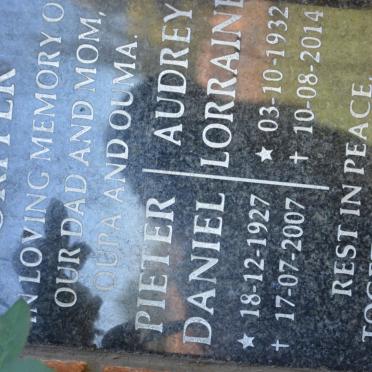 IN LOVING MEMORY O
OUR DAD AND MOM,
OUPA AND OUMA.
PIETER AUDREY
DANIEL LORRAINE
★ 18-12-1927 ★ 03-10-1932
† 17-07-2007 † 10-08-2014
REST IN PEACE,